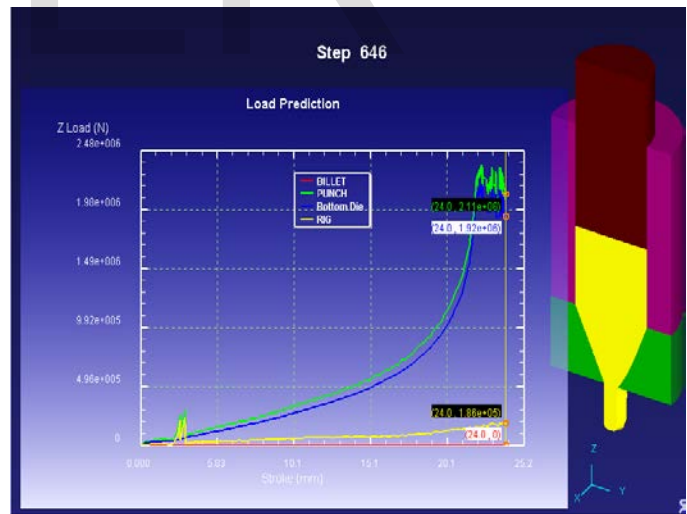 Step 646
Load Prediction
Z Load (N)
2.48e+006
BILLET
PUNCH
Bottom Die
RIG
1.98e+006
(24.0 , 2.11e+06)
(24.0 , 1.92e+06)
1.49e+006
9.92e+005
4.96e+005
(24.0 , 1.86e+05)
(24.0 , 0)
0
0.000 5.03 10.1 15.1 20.1 25.2
Stroke (mm)
Z
X Y